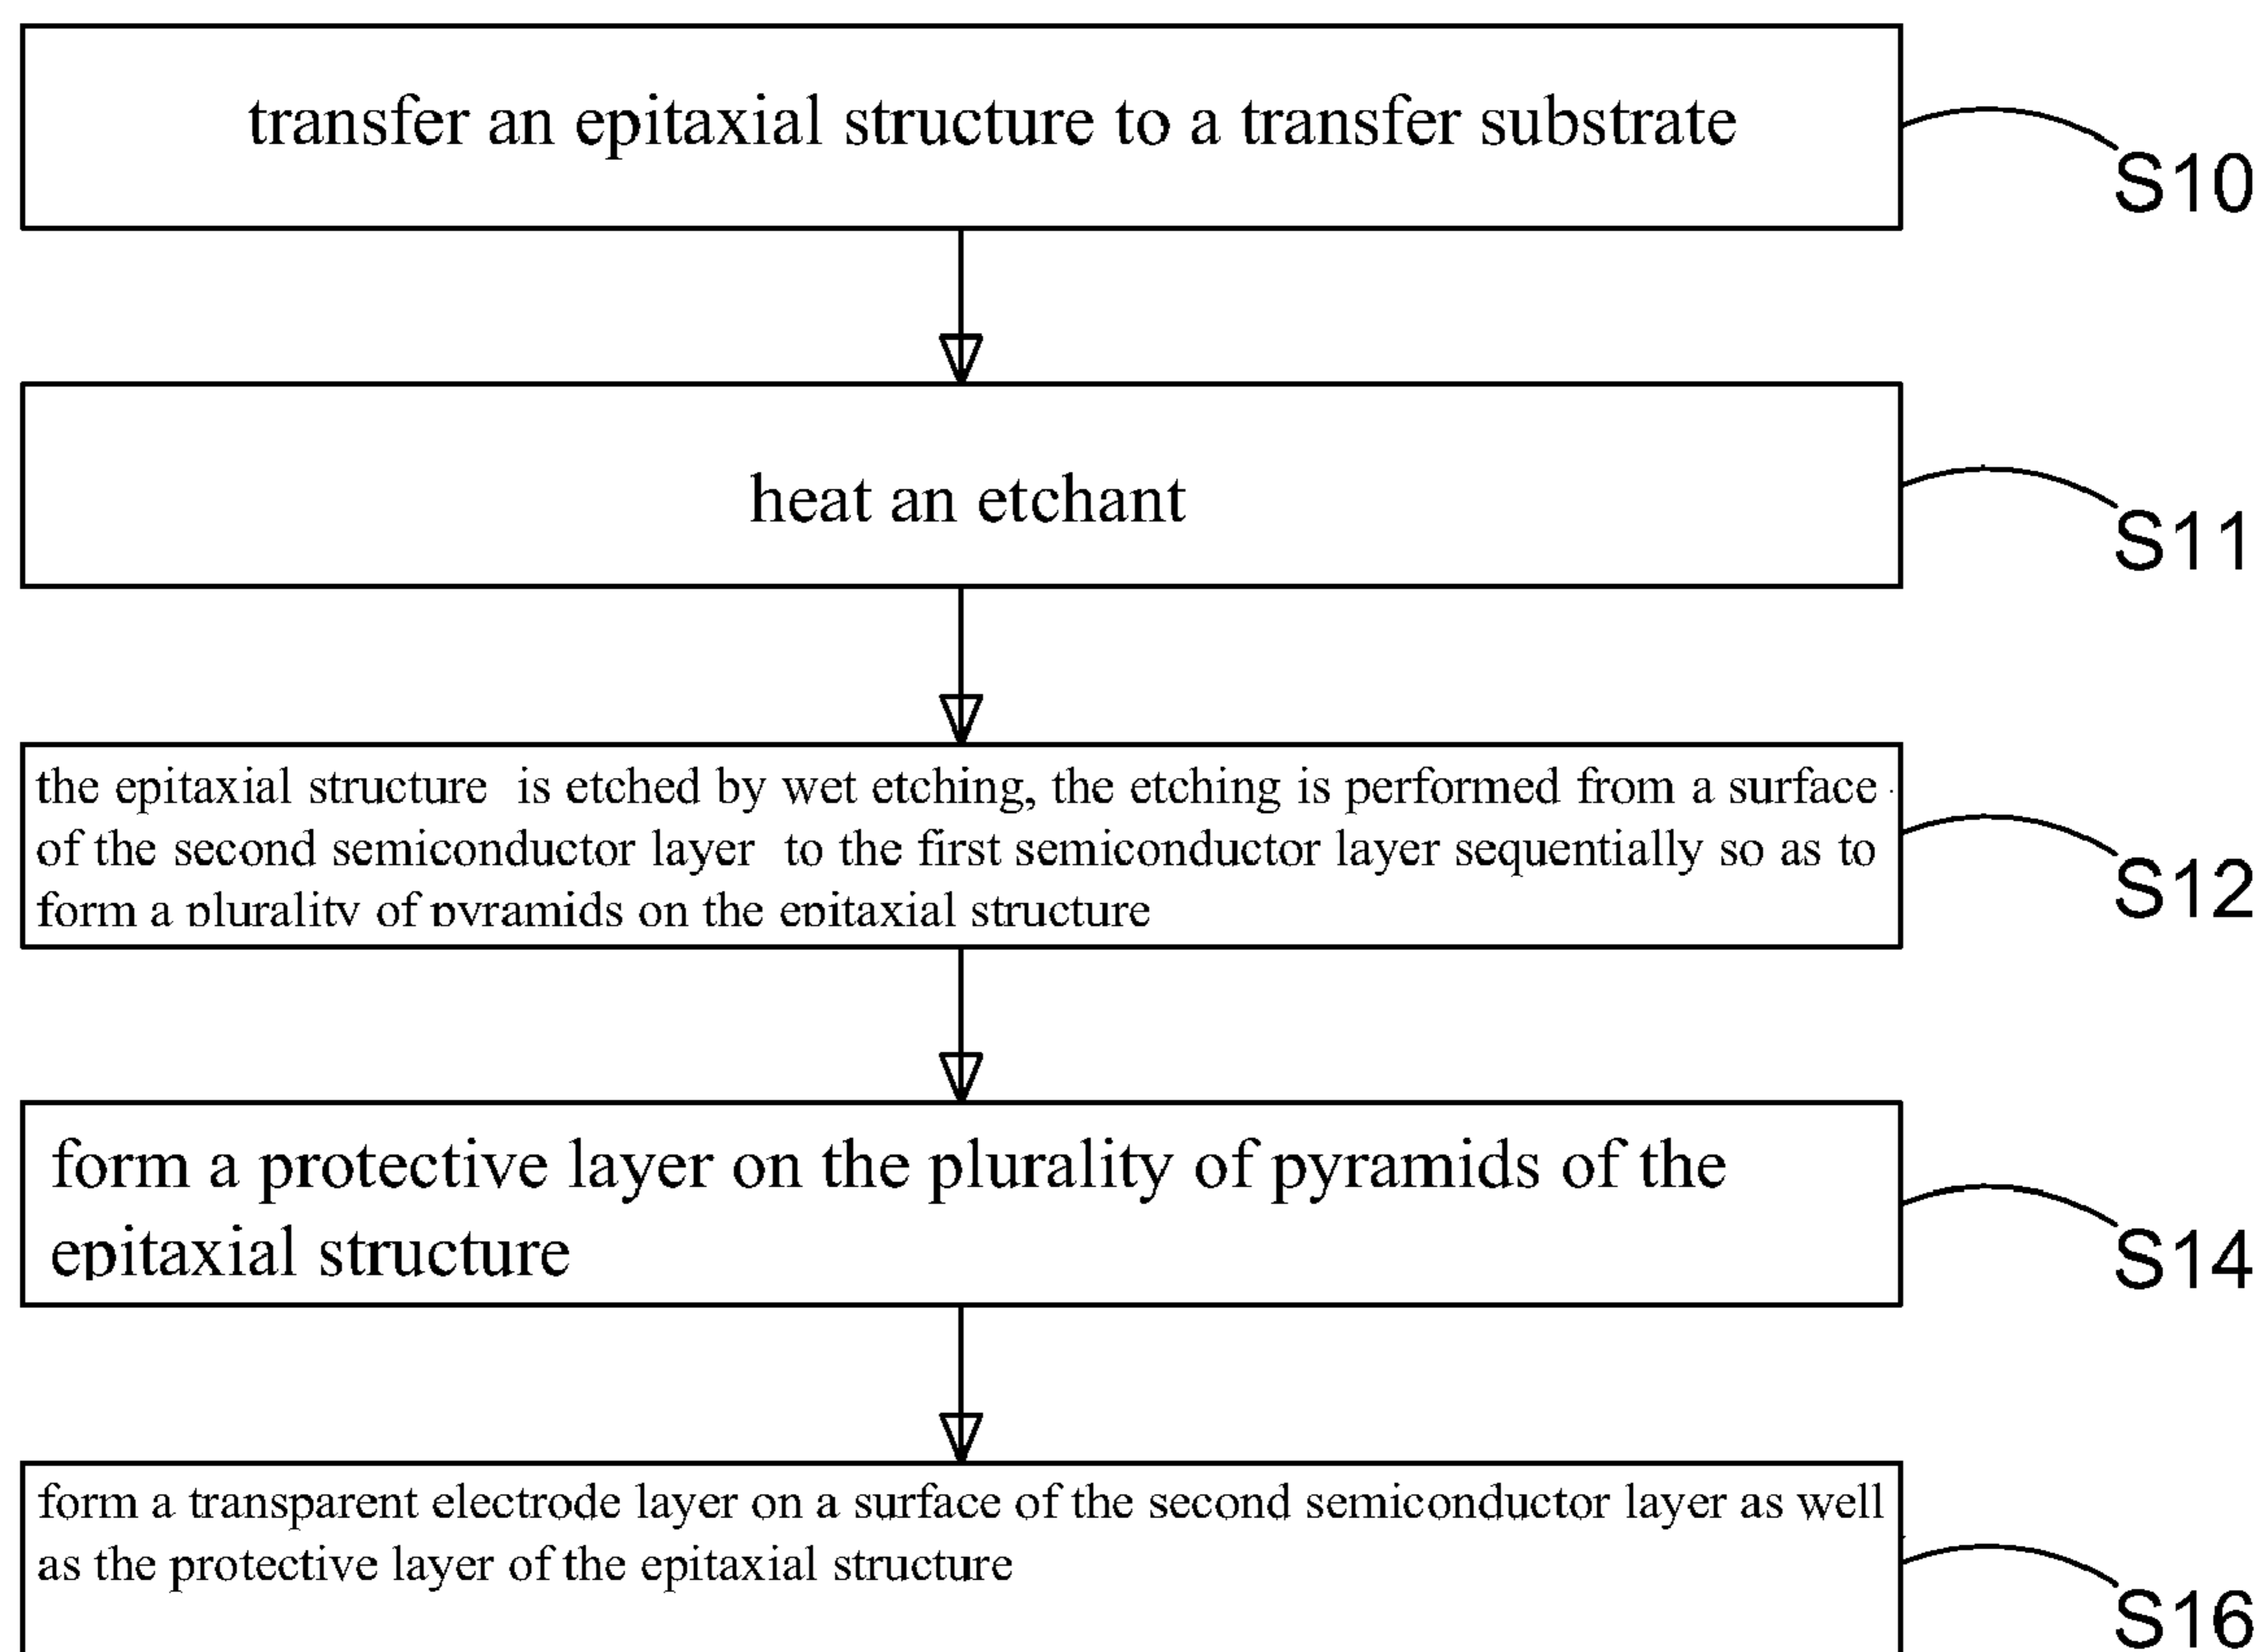 transfer an epitaxial structure to a transfer substrate
S10
heat an etchant
S11
the epitaxial structure is etched by wet etching, the etching is performed from a surface
of the second semiconductor layer to the first semiconductor layer sequentially so as to
form a plurality of pyramids on the epitaxial structure
S12
form a protective layer on the plurality of pyramids of the
epitaxial structure
S14
form a transparent electrode layer on a surface of the second semiconductor layer as well
as the protective layer of the epitaxial structure
S16